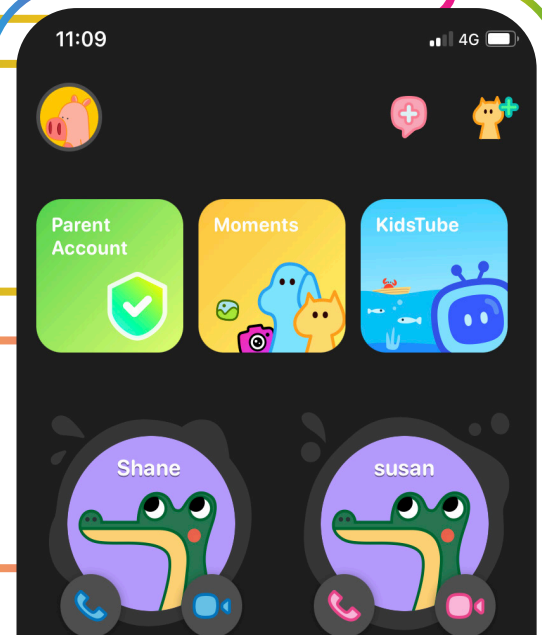 11:09
4G
Parent
Account
Moments
KidsTube
Shane
susan